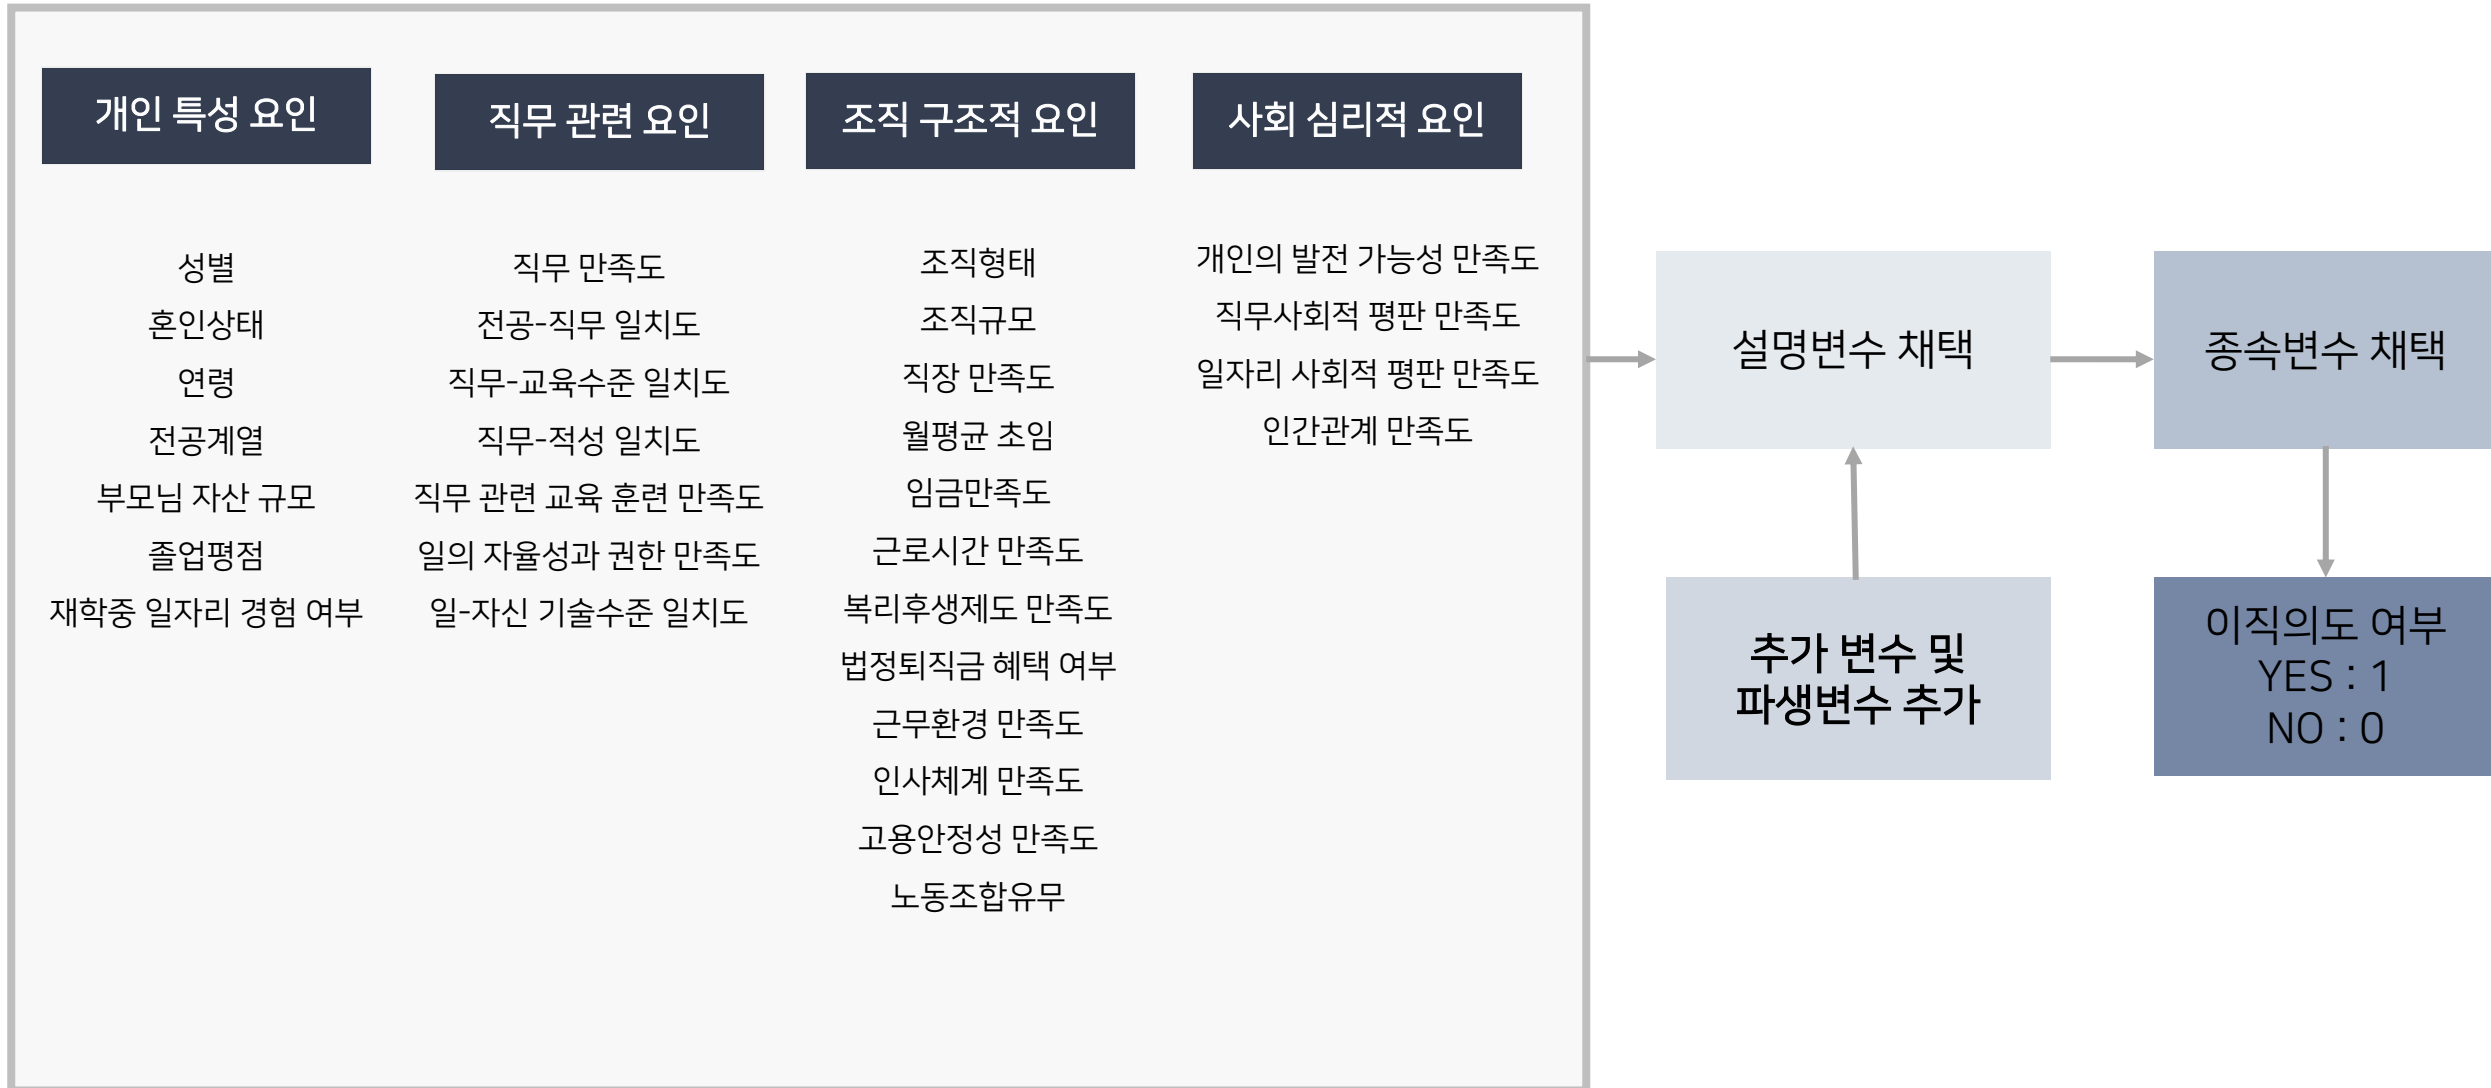 개인 특성 요인
성별
혼인상태
연령
전공계열
부모님 자산 규모
졸업평점
재학중 일자리 경험 여부
직무 관련 요인
직무 만족도
전공-직무 일치도
직무-교육수준 일치도
직무-적성 일치도
직무 관련 교육 훈련 만족도
일의 자율성과 권한 만족도
일-자신 기술수준 일치도
조직 구조적 요인
조직형태
조직규모
직장 만족도
월평균 초임
임금만족도
근로시간 만족도
복리후생제도 만족도
법정퇴직금 혜택 여부
근무환경 만족도
인사체계 만족도
고용안정성 만족도
노동조합유무
사회 심리적 요인
개인의 발전 가능성 만족도
직무사회적 평판 만족도
일자리 사회적 평판 만족도
인간관계 만족도
설명변수 채택
추가 변수 및
파생변수 추가
종속변수 채택
이직의도 여부
YES : 1
NO : 0